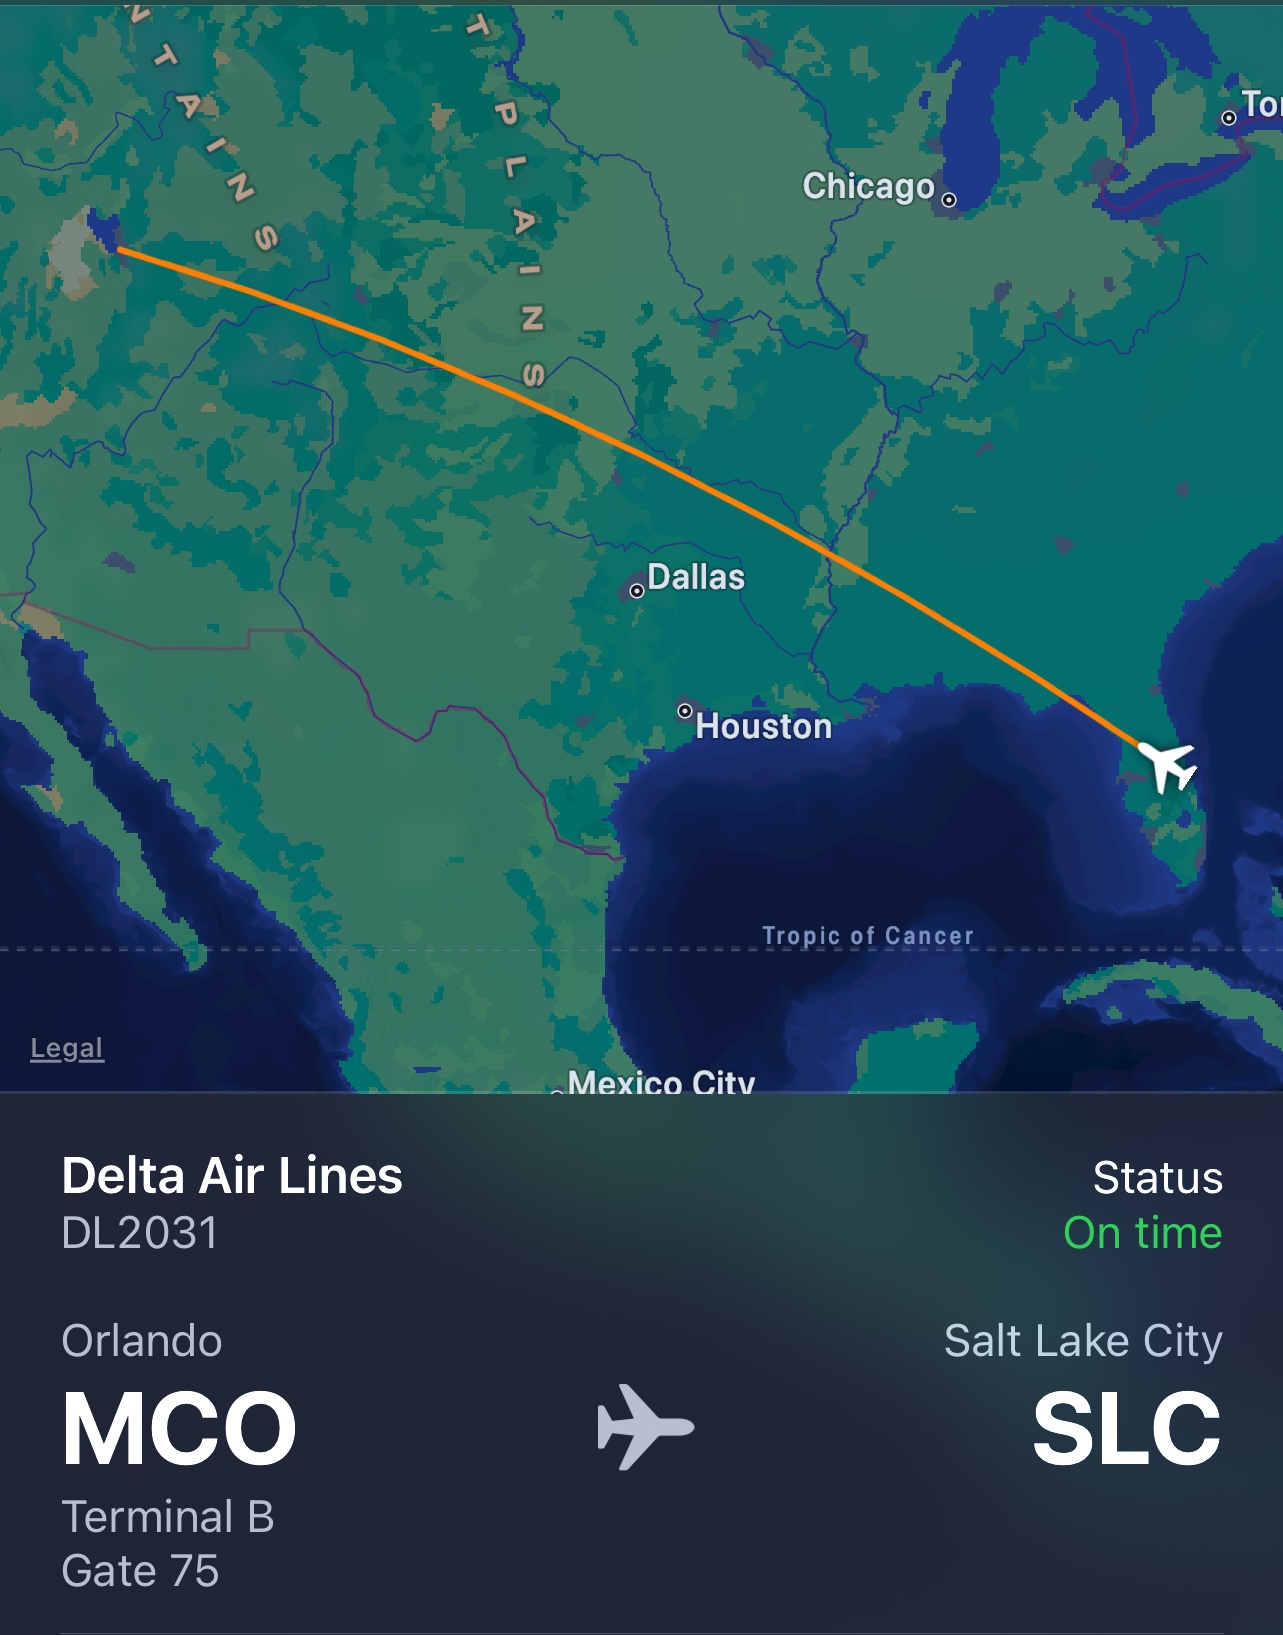 NTAINS
T PLAINS
Tor
Chicago
Dallas
Houston
Tropic of Cancer
Legal
Mexico City
Delta Air Lines
Status
DL2031
On time
Orlando
Salt Lake City
MCO
SLC
Terminal B
Gate 75